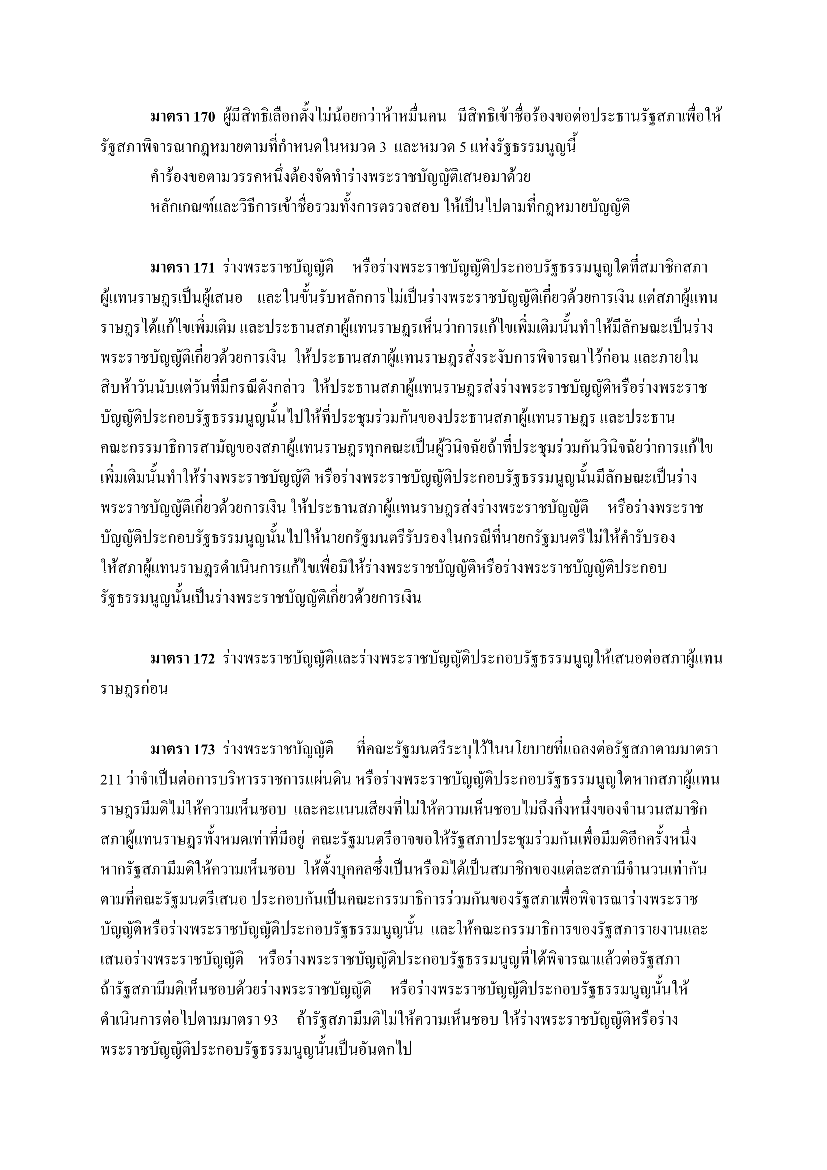 มาตรา 170 ผู้มีสิทธิเลือกตั้งไม่น้อยกว่าห้าหมื่นคน มีสิทธิเข้าชื่อร้องขอต่อประธานรัฐสภาเพื่อให้
รัฐสภาพิจารณากฎหมายตามที่กำหนดในหมวด 3 และหมวด 5 แห่งรัฐธรรมนูญนี้
คำร้องขอตามวรรคหนึ่งต้องจัดทำร่างพระราชบัญญัติเสนอมาด้วย
หลักเกณฑ์และวิธีการเข้าชื่อรวมทั้งการตรวจสอบ ให้เป็นไปตามที่กฎหมายบัญญัติ
มาตรา 171 ร่างพระราชบัญญัติ หรือร่างพระราชบัญญัติประกอบรัฐธรรมนูญใดที่สมาชิกสภา
ผู้แทนราษฎรเป็นผู้เสนอ และในขั้นรับหลักการไม่เป็นร่างพระราชบัญญัติเกี่ยวด้วยการเงิน แต่สภาผู้แทน
ราษฎรได้แก้ไขเพิ่มเติม และประธานสภาผู้แทนราษฎรเห็นว่าการแก้ไขเพิ่มเติมนั้นทำให้มีลักษณะเป็นร่าง
พระราชบัญญัติเกี่ยวด้วยการเงิน ให้ประธานสภาผู้แทนราษฎรสั่งระงับการพิจารณาไว้ก่อน และภายใน
สิบห้าวันนับแต่วันที่มีกรณีดังกล่าว ให้ประธานสภาผู้แทนราษฎรส่งร่างพระราชบัญญัติหรือร่างพระราช
บัญญัติประกอบรัฐธรรมนูญนั้นไปให้ที่ประชุมร่วมกันของประธานสภาผู้แทนราษฎร และประธาน
คณะกรรมาธิการสามัญของสภาผู้แทนราษฎรทุกคณะเป็นผู้วินิจฉัยถ้าที่ประชุมร่วมกันวินิจฉัยว่าการแก้ไข
เพิ่มเติมนั้นทำให้ร่างพระราชบัญญัติ หรือร่างพระราชบัญญัติประกอบรัฐธรรมนูญนั้นมีลักษณะเป็นร่าง
พระราชบัญญัติเกี่ยวด้วยการเงิน ให้ประธานสภาผู้แทนราษฎรส่งร่างพระราชบัญญัติ หรือร่างพระราช
บัญญัติประกอบรัฐธรรมนูญนั้นไปให้นายกรัฐมนตรีรับรองในกรณีที่นายกรัฐมนตรีไม่ให้คำรับรอง
ให้สภาผู้แทนราษฎรดำเนินการแก้ไขเพื่อมิให้ร่างพระราชบัญญัติหรือร่างพระราชบัญญัติประกอบ
รัฐธรรมนูญนั้นเป็นร่างพระราชบัญญัติเกี่ยวด้วยการเงิน
มาตรา 172 ร่างพระราชบัญญัติและร่างพระราชบัญญัติประกอบรัฐธรรมนูญให้เสนอต่อสภาผู้แทน
ราษฎรก่อน
มาตรา 173 ร่างพระราชบัญญัติ ที่คณะรัฐมนตรีระบุไว้ในนโยบายที่แถลงต่อรัฐสภาตามมาตรา
211 ว่าจำเป็นต่อการบริหารราชการแผ่นดิน หรือร่างพระราชบัญญัติประกอบรัฐธรรมนูญใดหากสภาผู้แทน
ราษฎรมีมติไม่ให้ความเห็นชอบ และคะแนนเสียงที่ไม่ให้ความเห็นชอบไม่ถึงกึ่งหนึ่งของจำนวนสมาชิก
สภาผู้แทนราษฎรทั้งหมดเท่าที่มีอยู่ คณะรัฐมนตรีอาจขอให้รัฐสภาประชุมร่วมกันเพื่อมีมติอีกครั้งหนึ่ง
หากรัฐสภามีมติให้ความเห็นชอบ ให้ตั้งบุคคลซึ่งเป็นหรือมิได้เป็นสมาชิกของแต่ละสภามีจำนวนเท่ากัน
ตามที่คณะรัฐมนตรีเสนอ ประกอบกันเป็นคณะกรรมาธิการร่วมกันของรัฐสภาเพื่อพิจารณาร่างพระราช
บัญญัติหรือร่างพระราชบัญญัติประกอบรัฐธรรมนูญนั้น และให้คณะกรรมาธิการของรัฐสภารายงานและ
เสนอร่างพระราชบัญญัติ หรือร่างพระราชบัญญัติประกอบรัฐธรรมนูญที่ได้พิจารณาแล้วต่อรัฐสภา
ถ้ารัฐสภามีมติเห็นชอบด้วยร่างพระราชบัญญัติ หรือร่างพระราชบัญญัติประกอบรัฐธรรมนูญนั้นให้
ดำเนินการต่อไปตามมาตรา 93 ถ้ารัฐสภามีมติไม่ให้ความเห็นชอบ ให้ร่างพระราชบัญญัติหรือร่าง
พระราชบัญญัติประกอบรัฐธรรมนูญนั้นเป็นอันตกไป